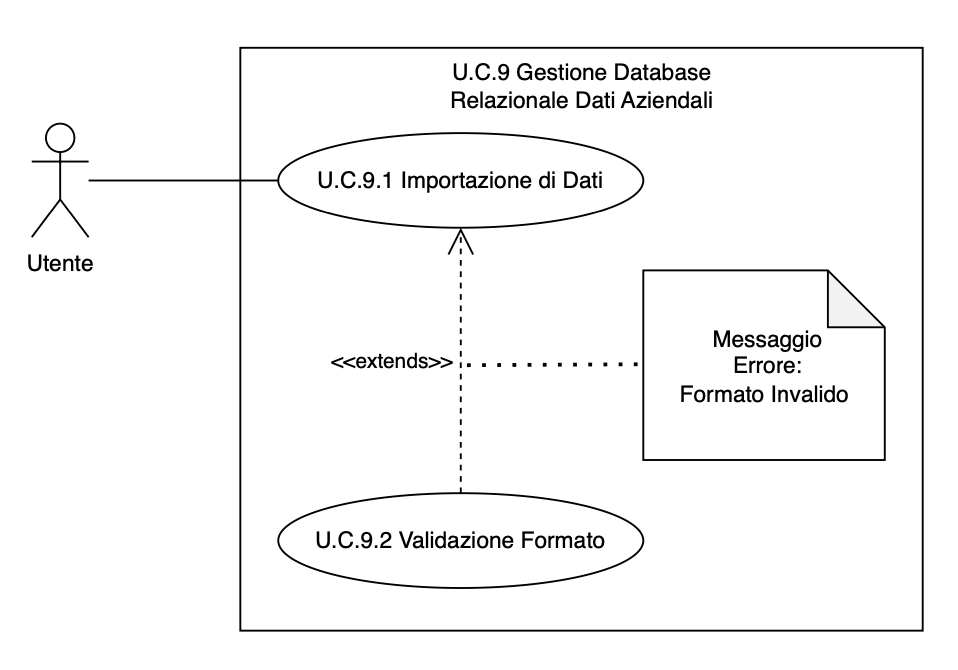 U.C.9 Gestione Database
Relazionale Dati Aziendali
U.C.9.1 Importazione di Dati
Utente
Messaggio
Errore:
Formato Invalido
<<extends>>
U.C.9.2 Validazione Formato